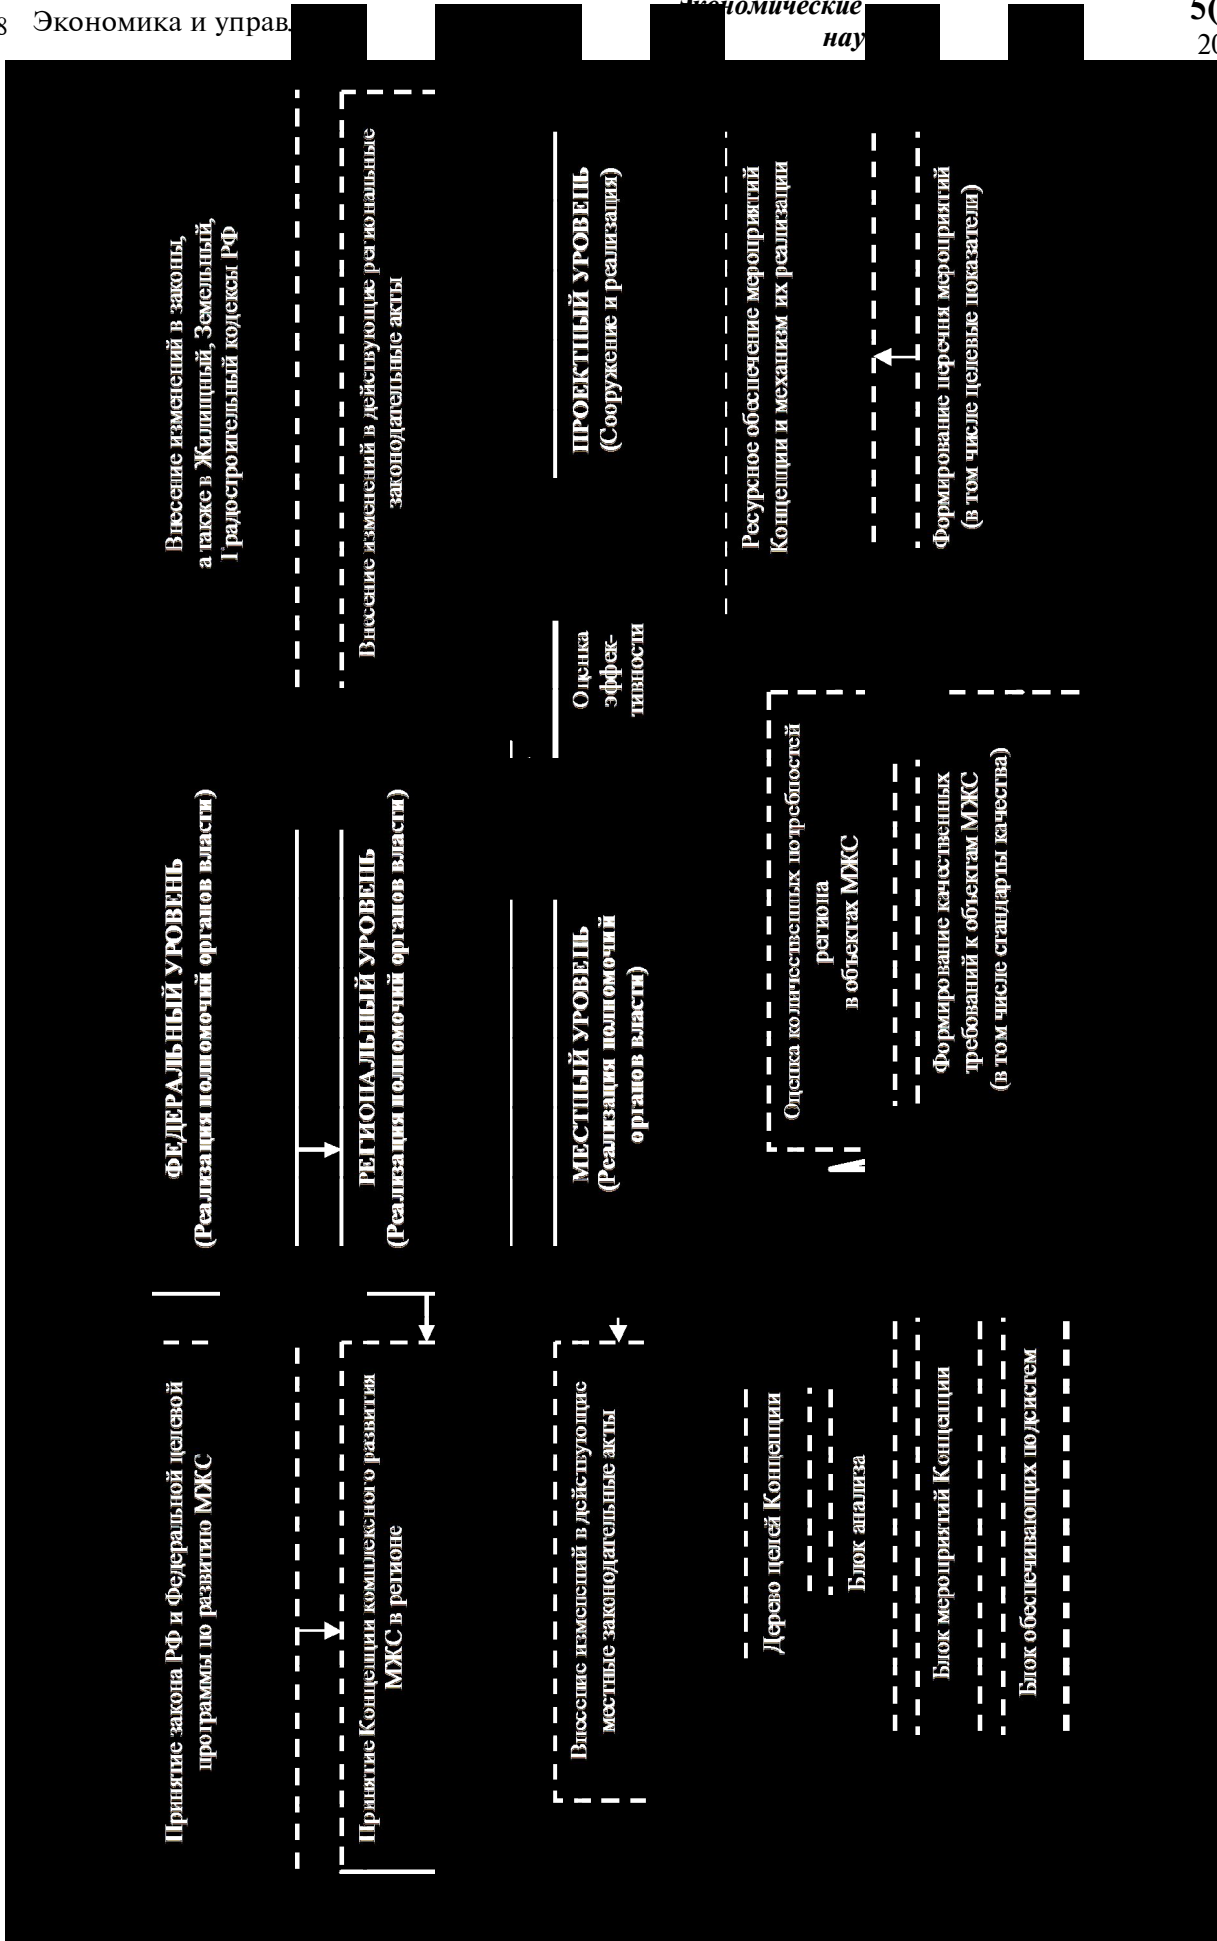 8 Экономика и управл
Экономические
нау
5(
20
Принятие закона РФ и Федеральной целевой
программы по развитию МЖС
ФЕДЕРАЛЬНЫЙ УРОВЕНЬ
(Реализация полномочий органов власти)
Внесение изменений в законы,
а также в Жилищный, Земельный,
Градостроительный кодексы РФ
Принятие Концепции комплексного развития
МЖС в регионе
РЕГИОНАЛЬНЫЙ УРОВЕНЬ
(Реализация полномочий органов власти)
Внесение изменений в действующие региональные
законодательные акты
Внесение изменений в действующие
местные законодательные акты
МЕСТНЫЙ УРОВЕНЬ
(Реализация полномочий
органов власти)
Оценка
эффек-
тивности
ПРОЕКТНЫЙ УРОВЕНЬ
(Сооружение и реализация)
Дерево целей Концепции
Блок анализа
Оценка количественных потребностей
региона
в объектах МЖС
Ресурсное обеспечение мероприятий
Концепции и механизм их реализации
Блок мероприятий Концепции
Формирование качественных
требований к объектам МЖС
(в том числе стандарты качества)
Формирование перечня мероприятий
(в том числе целевые показатели)
Блок обеспечивающих подсистем